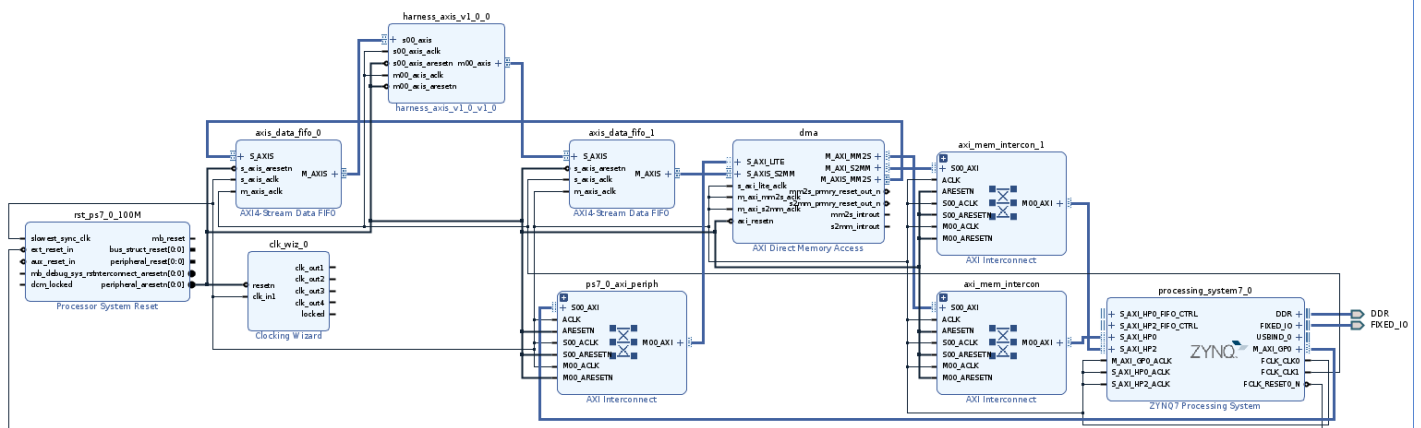 harness_axis_v1_0_0
s00_axis
s00_axis_aclk
s00_axis_aresetn
m00_axis_aclk
m00_axis_aresetn
m00_axis
harness_axis_v1_0_v1_0
axis_data_fifo_0
S_AXIS
s_axis_aresetn
s_axis_aclk
m_axis_aclk
M_AXIS
AXI4-Stream Data FIFO
axis_data_fifo_1
S_AXIS
s_axis_aresetn
s_axis_aclk
m_axis_aclk
M_AXIS
AXI4-Stream Data FIFO
dma
S_AXI_LITE
S_AXIS_S2MM
s_axi_lite_aclk
m_axi_mm2s_aclk
m_axi_s2mm_aclk
axi_resetn
M_AXI_MM2S
M_AXI_S2MM
M_AXIS_MM2S
mm2s_prmry_reset_out_n
s2mm_prmry_reset_out_n
mm2s_introut
s2mm_introut
AXI Direct Memory Access
axi_mem_intercon_1
S00_AXI
ACLK
ARESETN
S00_ACLK
S00_ARESETN
M00_ACLK
M00_ARESETN
M00_AXI
AXI Interconnect
rst_ps7_0_100M
slowest_sync_clk
ext_reset_in
aux_reset_in
mb_debug_sys_rst
dcm_locked
mb_reset
bus_struct_reset[0:0]
peripheral_reset[0:0]
interconnect_aresetn[0:0]
peripheral_aresetn[0:0]
Processor System Reset
clk_wiz_0
resetn
clk_in1
clk_out1
clk_out2
clk_out3
clk_out4
locked
Clocking Wizard
ps7_0_axi_periph
S00_AXI
ACLK
ARESETN
S00_ACLK
S00_ARESETN
M00_ACLK
M00_ARESETN
M00_AXI
AXI Interconnect
axi_mem_intercon
S00_AXI
ACLK
ARESETN
S00_ACLK
S00_ARESETN
M00_ACLK
M00_ARESETN
M00_AXI
AXI Interconnect
processing_system7_0
S_AXI_HP0_FIFO_CTRL
S_AXI_HP2_FIFO_CTRL
S_AXI_HP0
S_AXI_HP2
M_AXI_GP0_ACLK
S_AXI_HP0_ACLK
S_AXI_HP2_ACLK
ZYNQ
DDR
FIXED_IO
USBIND_0
M_AXI_GP0
FCLK_CLK0
FCLK_CLK1
FCLK_RESET0_N
ZYNQ7 Processing System
DDR
FIXED_IO